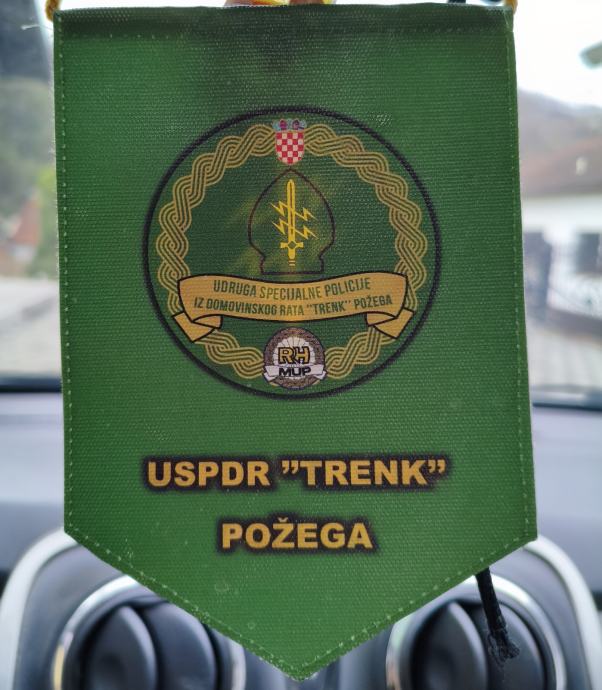 UDRUGA SPECIJALNE POLICIJE
IZ DOMOVINSKOG RATA "TRENK" POŽEGA
RH
MUP
USPDR "TRENK"
POŽEGA